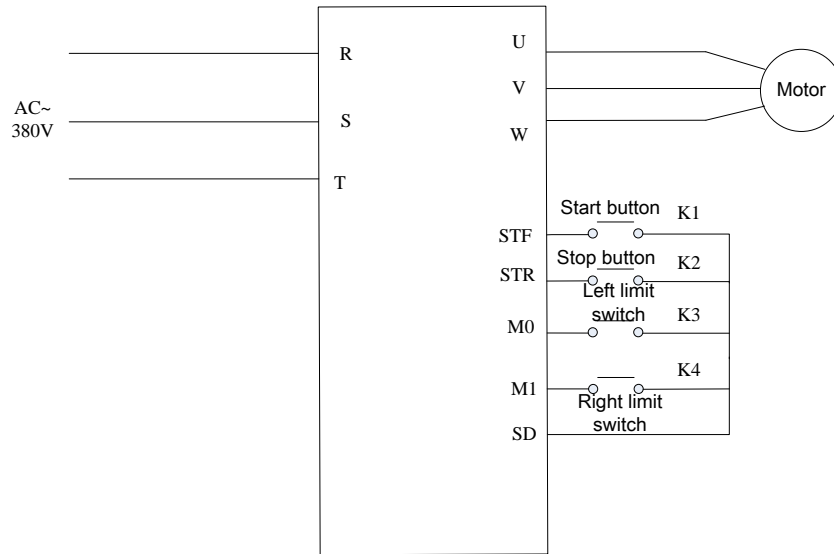 R
S
T
AC~
380V
U
V
W
Motor
Start button K1
STF
Stop button K2
STR
Left limit
switch K3
M0
K4
M1
Right limit
switch
SD